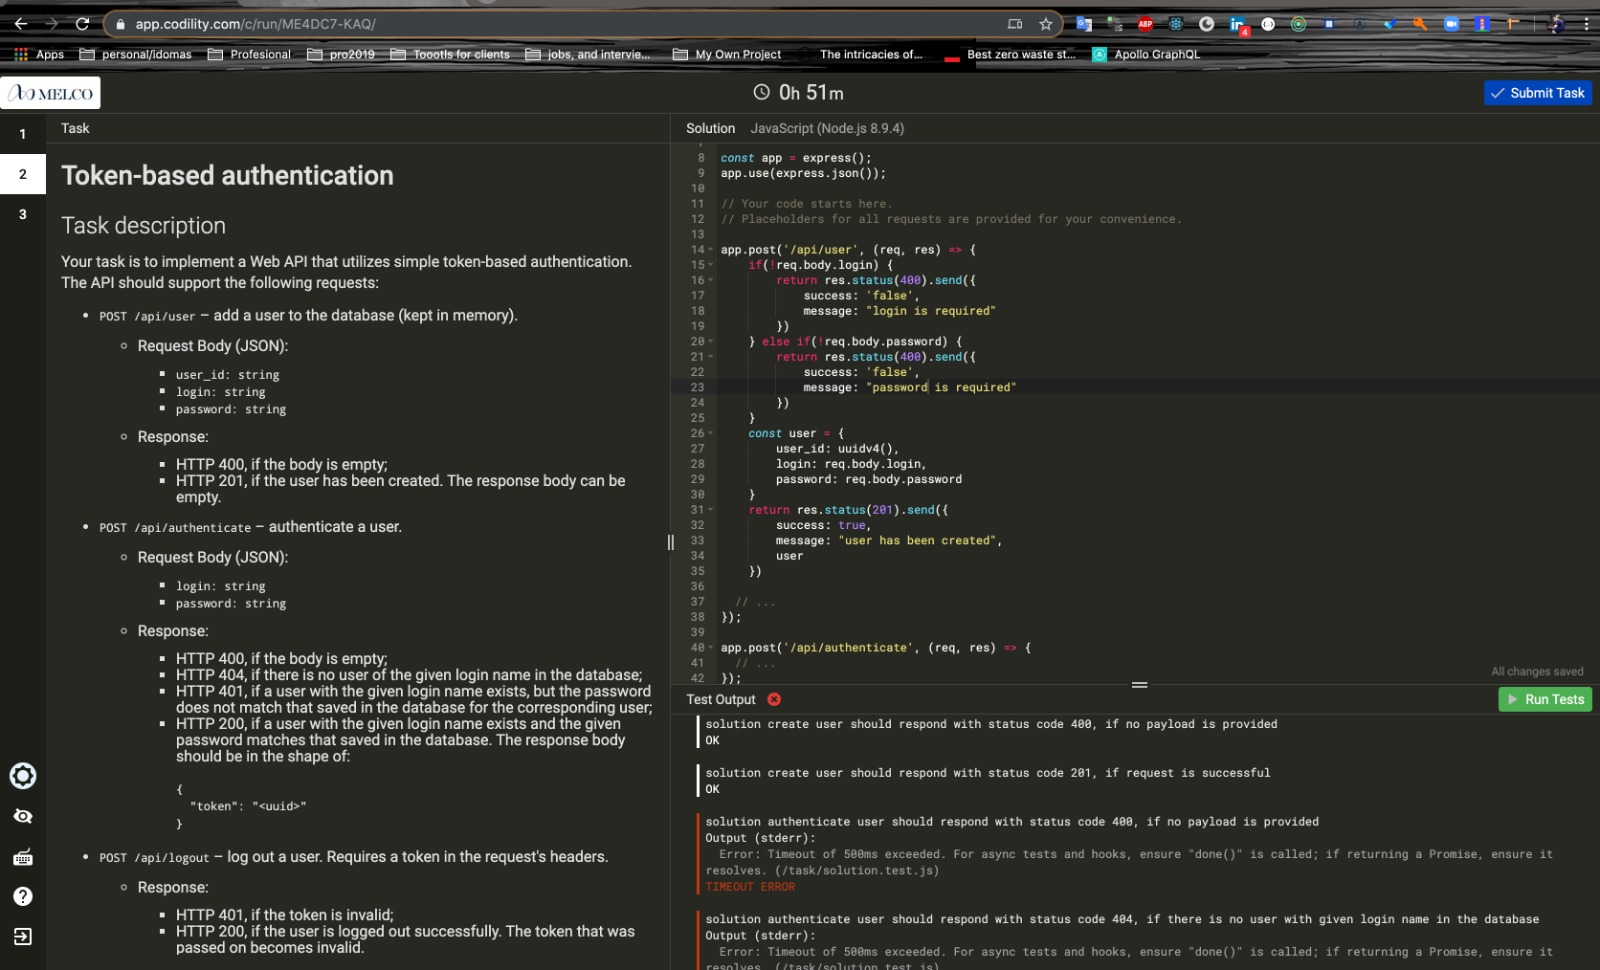 app.codility.com/c/run/ME4DC7-KAQ/
ABP
4
Apps personal/idomas Profesional pro2019 Toootls for clients jobs, and intervie... My Own Project The intricacies of... Best zero waste st... Apollo GraphQL
MELCO
0h 51m
Submit Task
1
2
3
Task
Token-based authentication
Task description
Your task is to implement a Web API that utilizes simple token-based authentication.
The API should support the following requests:
• POST /api/user – add a user to the database (kept in memory).
Request Body (JSON):
user_id: string
login: string
password: string
Response:
HTTP 400, if the body is empty;
HTTP 201, if the user has been created. The response body can be
empty.
• POST /api/authenticate – authenticate a user.
Request Body (JSON):
login: string
password: string
Response:
HTTP 400, if the body is empty;
HTTP 404, if there is no user of the given login name in the database;
HTTP 401, if a user with the given login name exists, but the password
does not match that saved in the database for the corresponding user;
HTTP 200, if a user with the given login name exists and the given
password matches that saved in the database. The response body
should be in the shape of:
{
"token": "<uuid>"
}
• POST /api/logout – log out a user. Requires a token in the request's headers.
Response:
HTTP 401, if the token is invalid;
HTTP 200, if the user is logged out successfully. The token that was
passed on becomes invalid.
Solution JavaScript (Node.js 8.9.4)
8 const app = express();
9 app.use(express.json());
10
11 // Your code starts here.
12 // Placeholders for all requests are provided for your convenience.
13
14 app.post('/api/user', (req, res) => {
15 if(!req.body.login) {
16 return res.status(400).send({
17 success: 'false',
18 message: "login is required"
19 })
20 } else if(!req.body.password) {
21 return res.status(400).send({
22 success: 'false',
23 message: "password is required"
24 })
25 }
26 const user = {
27 user_id: uuidv4(),
28 login: req.body.login,
29 password: req.body.password
30 }
31 return res.status(201).send({
32 success: true,
33 message: "user has been created",
34 user
35 })
36
37 // ...
38 });
39
40 app.post('/api/authenticate', (req, res) => {
41 // ...
42 });
All changes saved
Test Output
Run Tests
solution create user should respond with status code 400, if no payload is provided
OK
solution create user should respond with status code 201, if request is successful
OK
solution authenticate user should respond with status code 400, if no payload is provided
Output (stderr):
Error: Timeout of 500ms exceeded. For async tests and hooks, ensure "done()" is called; if returning a Promise, ensure it
resolves. (/task/solution.test.js)
TIMEOUT ERROR
solution authenticate user should respond with status code 404, if there is no user with given login name in the database
Output (stderr):
Error: Timeout of 500ms exceeded. For async tests and hooks, ensure "done()" is called; if returning a Promise, ensure it
resolves. (/task/solution.test.js)